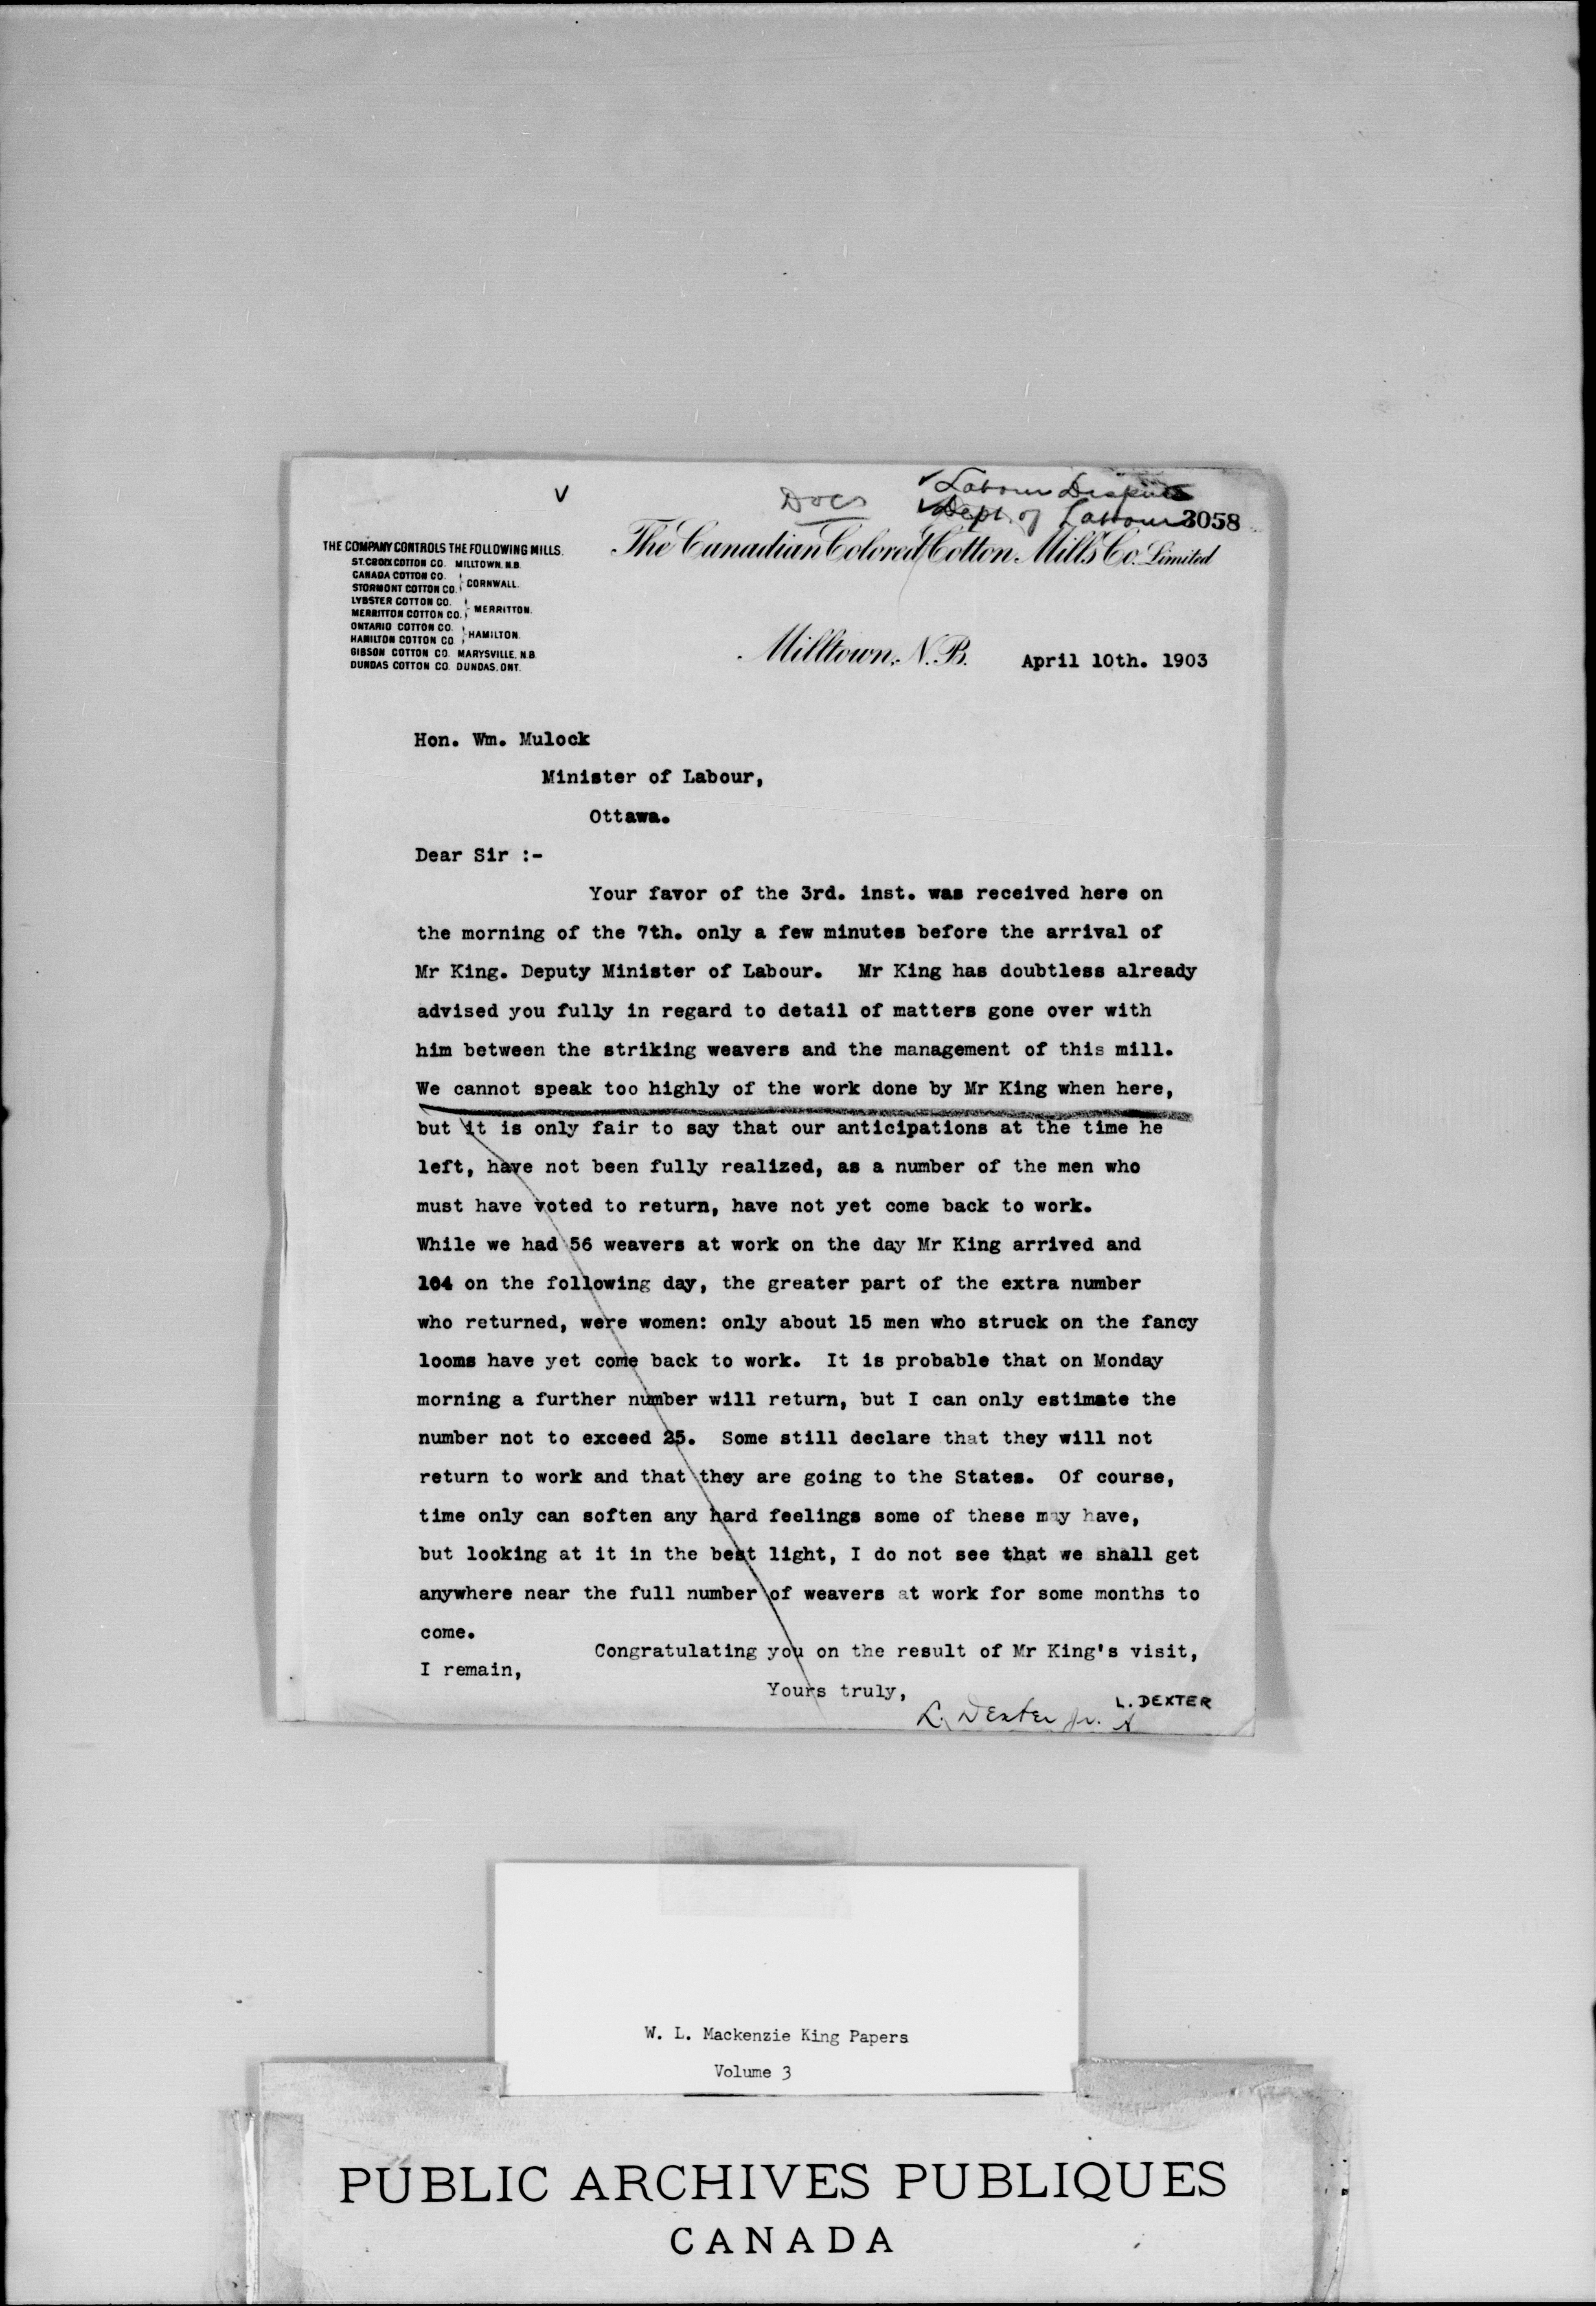 V
Docs
✓ Labour Disputes
✓ Dept. of Labour 3058
THE COMPANY CONTROLS THE FOLLOWING MILLS.
ST. CROIX COTTON CO. MILLTOWN. N.B.
CANADA COTTON CO.
STORMONT COTTON CO. } CORNWALL.
LYBSTER COTTON CO.
MERRITTON COTTON CO. } MERRITTON.
ONTARIO COTTON CO.
HAMILTON COTTON CO. } HAMILTON.
GIBSON COTTON CO. MARYSVILLE, N.B.
DUNDAS COTTON CO. DUNDAS, ONT.
The Canadian Colored Cotton Mills Co. Limited
Milltown, N.B. April 10th. 1903
Hon. Wm. Mulock
Minister of Labour,
Ottawa.
Dear Sir :-
Your favor of the 3rd. inst. was received here on
the morning of the 7th. only a few minutes before the arrival of
Mr King. Deputy Minister of Labour. Mr King has doubtless already
advised you fully in regard to detail of matters gone over with
him between the striking weavers and the management of this mill.
We cannot speak too highly of the work done by Mr King when here,
but it is only fair to say that our anticipations at the time he
left, have not been fully realized, as a number of the men who
must have voted to return, have not yet come back to work.
While we had 56 weavers at work on the day Mr King arrived and
104 on the following day, the greater part of the extra number
who returned, were women: only about 15 men who struck on the fancy
looms have yet come back to work. It is probable that on Monday
morning a further number will return, but I can only estimate the
number not to exceed 25. Some still declare that they will not
return to work and that they are going to the States. Of course,
time only can soften any hard feelings some of these may have,
but looking at it in the best light, I do not see that we shall get
anywhere near the full number of weavers at work for some months to
come.
Congratulating you on the result of Mr King's visit,
I remain,
Yours truly,
L. DEXTER
L. Dexter Jr.
W. L. Mackenzie King Papers
Volume 3
PUBLIC ARCHIVES PUBLIQUES
CANADA